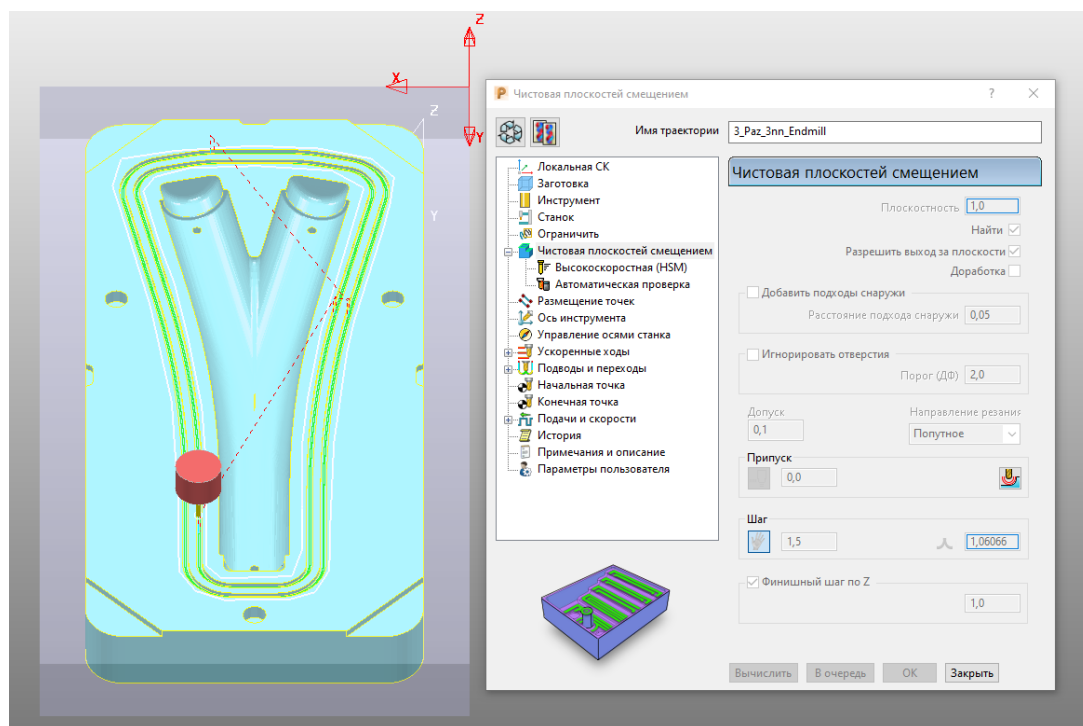 Z
X
Y
Z
Y
Чистовая плоскостей смещением
?
Имя траектории
3_Paz_3nn_Endmill
Локальная СК
Заготовка
Инструмент
Станок
Ограничить
Чистовая плоскостей смещением
Высокоскоростная (HSM)
Автоматическая проверка
Размещение точек
Ось инструмента
Управление осями станка
Ускоренные ходы
Подводы и переходы
Начальная точка
Конечная точка
Подачи и скорости
История
Примечания и описание
Параметры пользователя
Чистовая плоскостей смещением
Плоскостность 1,0
Найти
Разрешить выход за плоскости
Доработка
Добавить подходы снаружи
Расстояние подхода снаружи 0,05
Игнорировать отверстия
Порог (ДФ) 2,0
Допуск Направление резания
0,1 Попутное
Припуск
0,0
Шаг
1,5 1,06066
Финишный шаг по Z
1,0
Вычислить В очередь ОК Закрыть